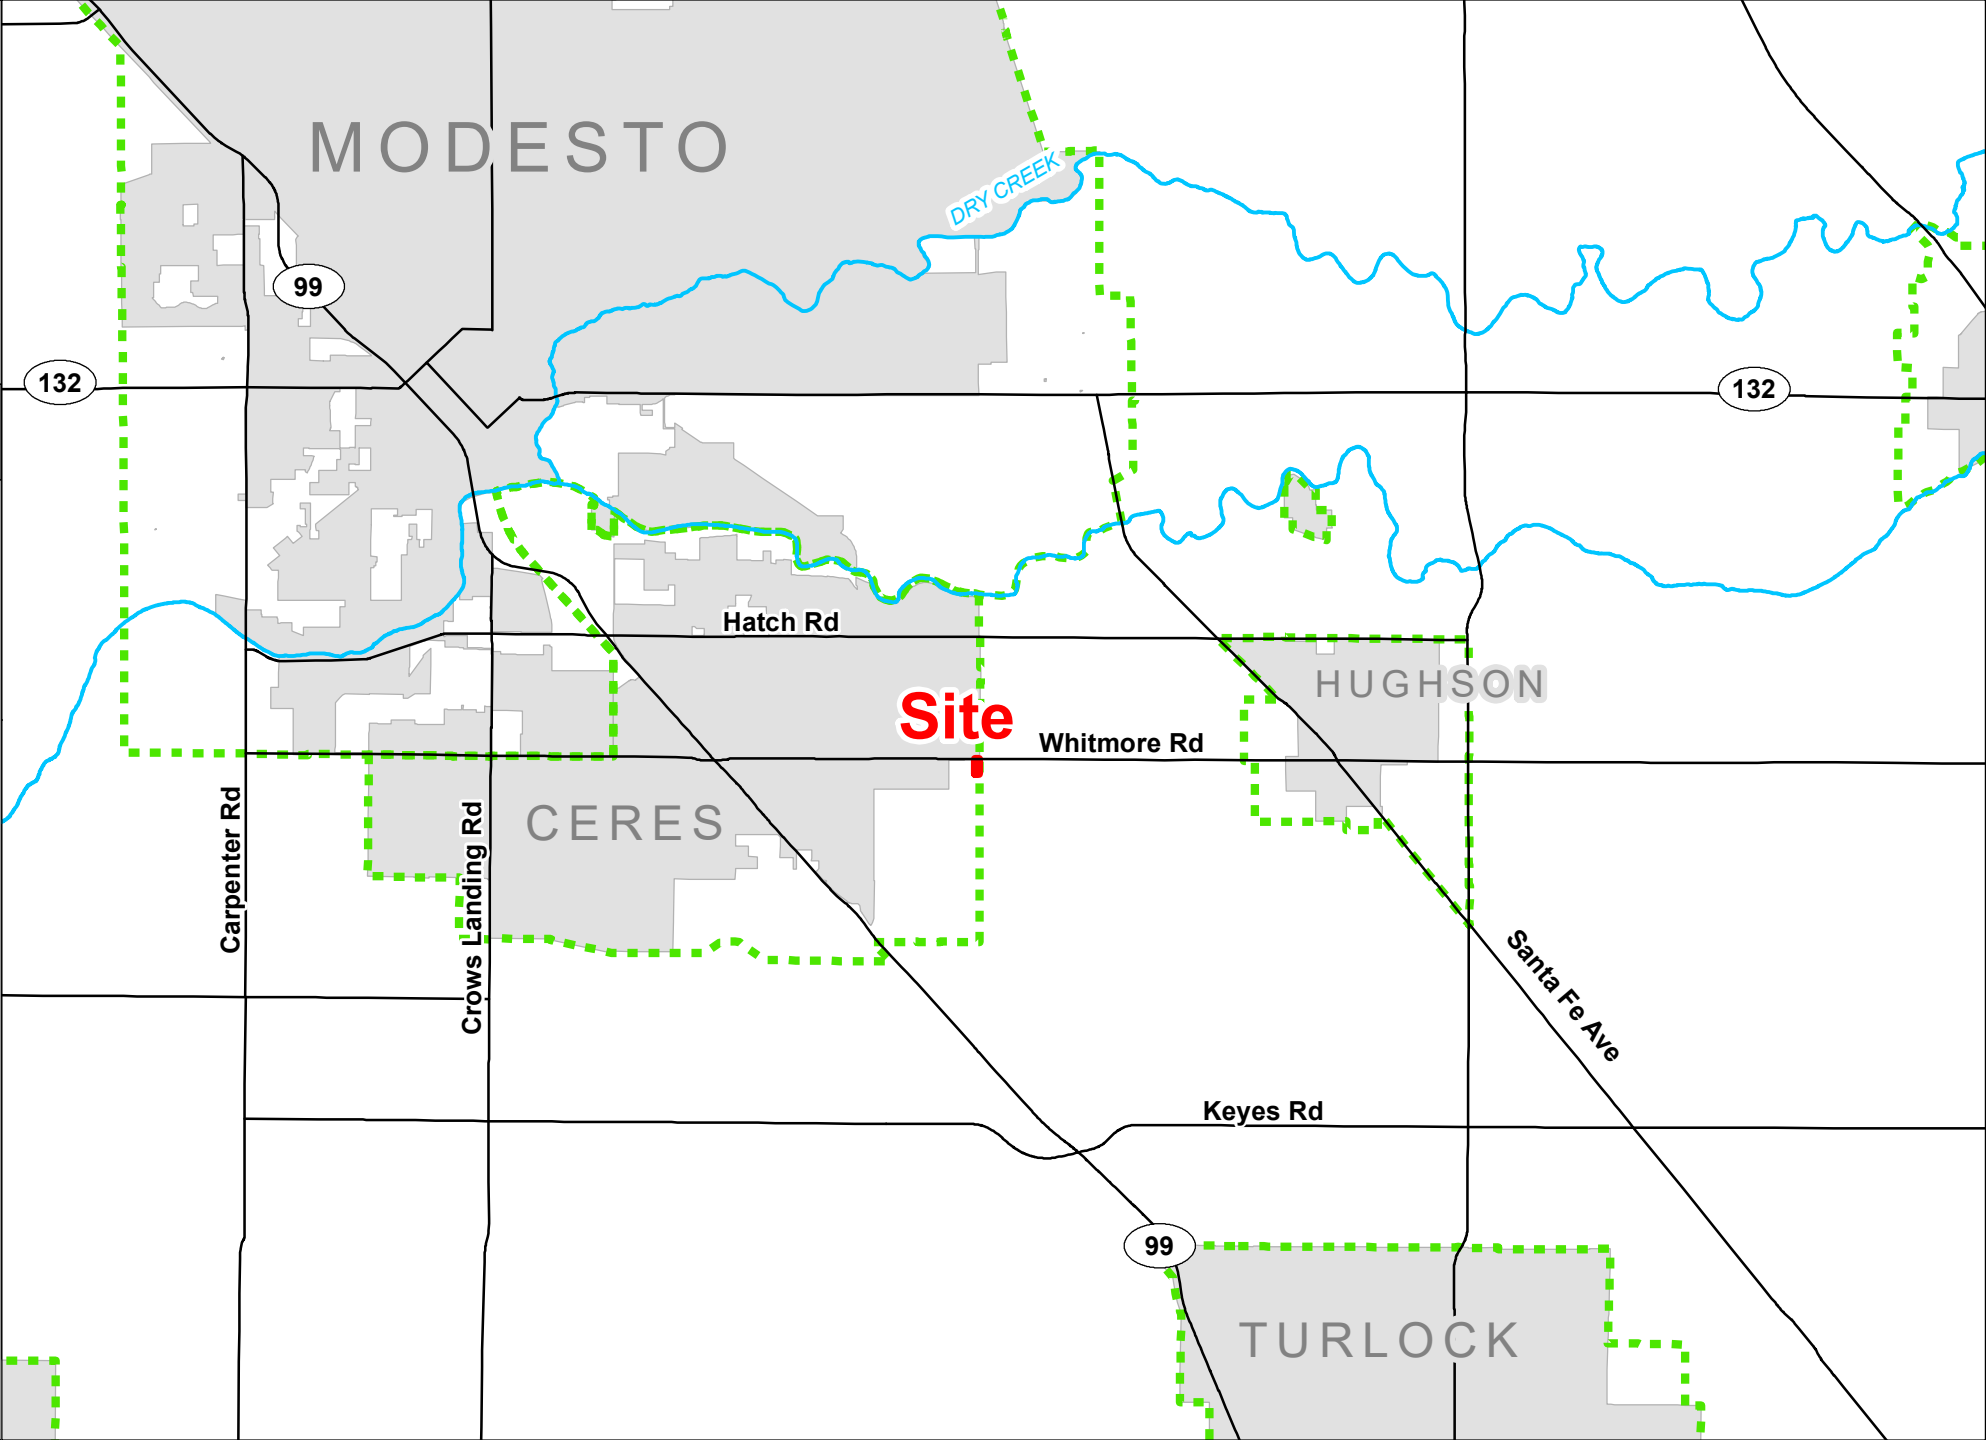 MODESTO
DRY CREEK
99
132
132
Hatch Rd
HUGHSON
Site
Whitmore Rd
CERES
Carpenter Rd
Crows Landing Rd
Santa Fe Ave
Keyes Rd
99
TURLOCK